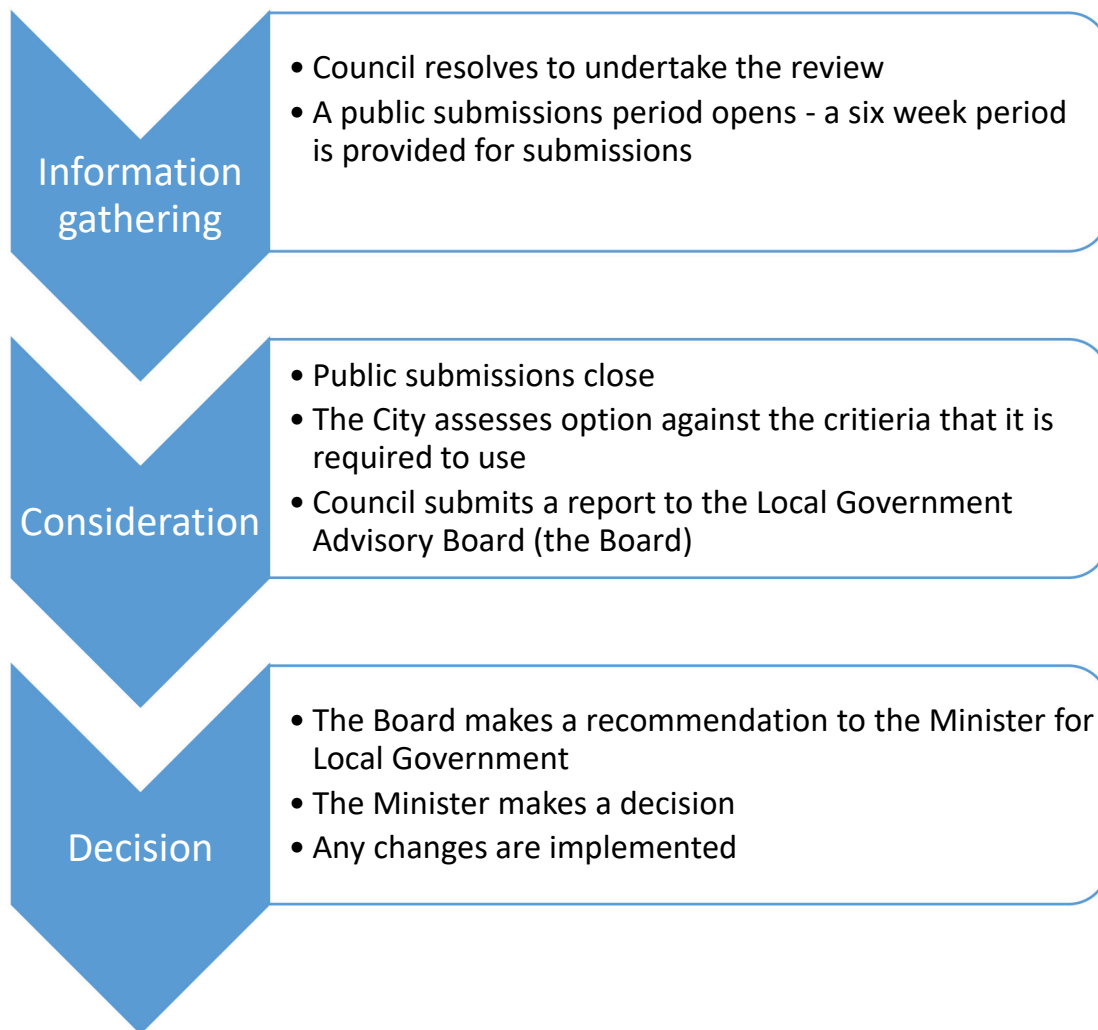 Information
gathering
• Council resolves to undertake the review
• A public submissions period opens - a six week period
is provided for submissions
Consideration
• Public submissions close
• The City assesses option against the critieria that it is
required to use
• Council submits a report to the Local Government
Advisory Board (the Board)
Decision
• The Board makes a recommendation to the Minister for
Local Government
• The Minister makes a decision
• Any changes are implemented